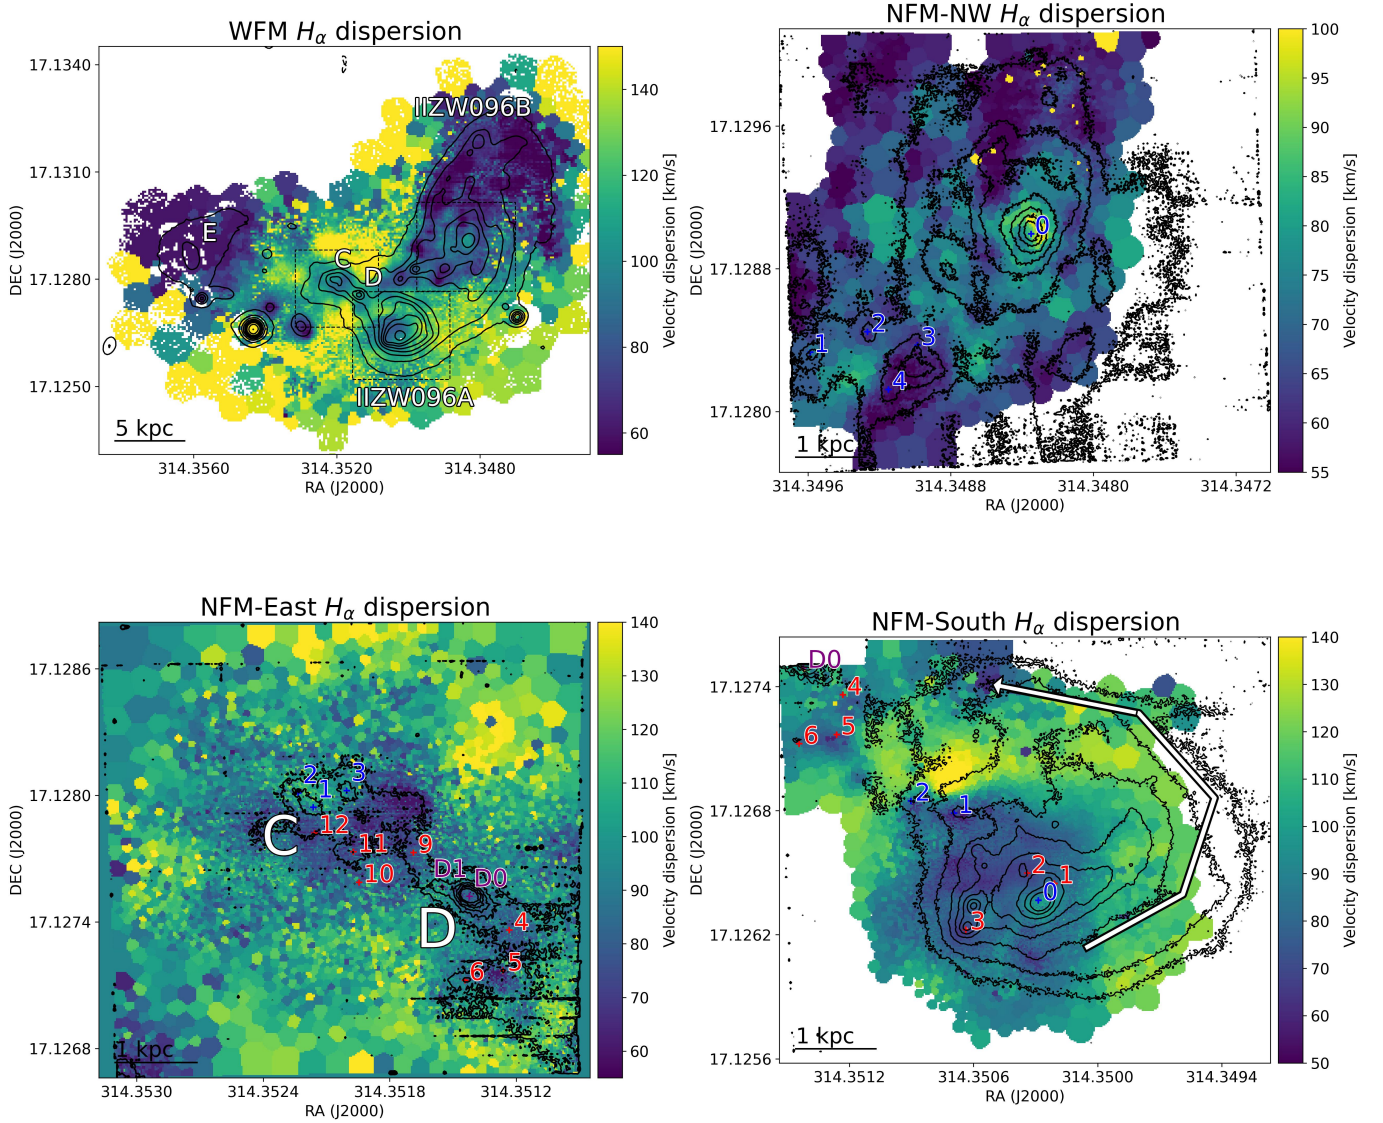 WFM Hα dispersion
17.1340
17.1310
17.1280
17.1250
DEC (J2000)
IIZW096B
E
C
D
IIZW096A
5 kpc
314.3560
314.3520
314.3480
RA (J2000)
140
120
100
80
60
Velocity dispersion [km/s]
NFM-NW Hα dispersion
17.1296
17.1288
17.1280
DEC (J2000)
0
1
2
3
4
1 kpc
314.3496
314.3488
314.3480
314.3472
RA (J2000)
100
95
90
85
80
75
70
65
60
55
Velocity dispersion [km/s]
NFM-East Hα dispersion
17.1286
17.1280
17.1274
17.1268
DEC (J2000)
2
1
3
12
C
11
9
10
D1
D0
D
4
5
6
1 kpc
314.3530
314.3524
314.3518
314.3512
RA (J2000)
140
130
120
110
100
90
80
70
60
Velocity dispersion [km/s]
NFM-South Hα dispersion
17.1274
17.1268
17.1262
17.1256
DEC (J2000)
D0
4
5
6
2
1
2
1
0
3
1 kpc
314.3512
314.3506
314.3500
314.3494
RA (J2000)
140
130
120
110
100
90
80
70
60
50
Velocity dispersion [km/s]